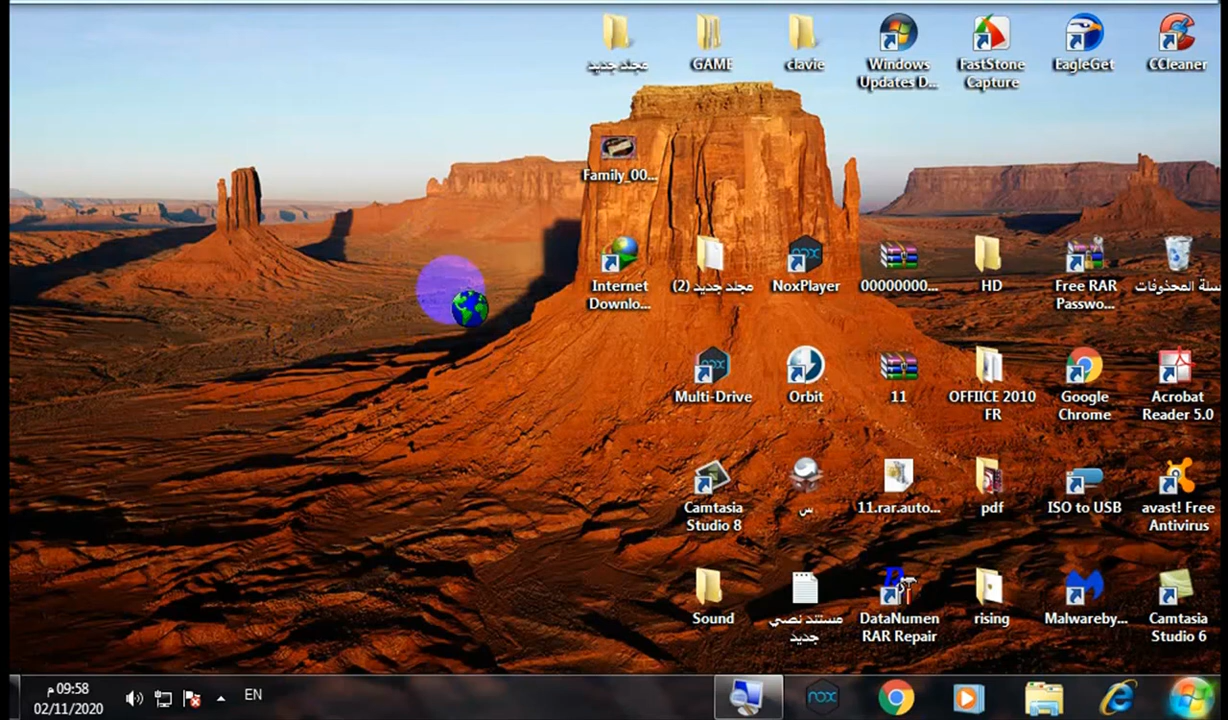 مجلد جديد
GAME
clavie
Windows
Updates D...
FastStone
Capture
EagleGet
CCleaner
Family_00...
Internet
Downlo...
مجلد جديد (2)
NoxPlayer
00000000...
HD
Free RAR
Passwo...
سلة المحذوفات
Multi-Drive
Orbit
11
OFFIICE 2010
FR
Google
Chrome
Acrobat
Reader 5.0
Camtasia
Studio 8
س
11.rar.auto...
pdf
ISO to USB
avast! Free
Antivirus
Sound
مستند نصي
جديد
DataNumen
RAR Repair
rising
Malwareby...
Camtasia
Studio 6
09:58 م
02/11/2020
EN
nox